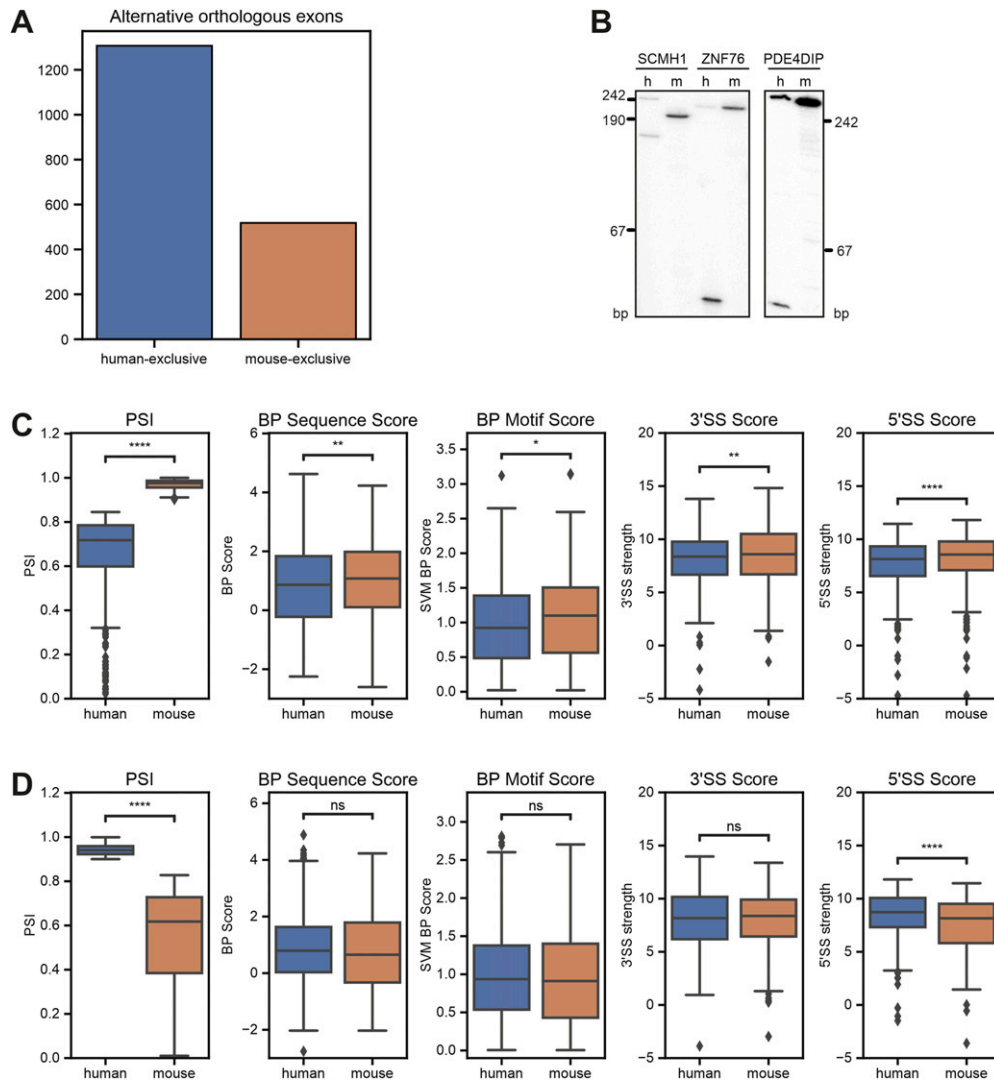 A
Alternative orthologous exons
1200
1000
800
600
400
200
0
human-exclusive
mouse-exclusive
B
SCMH1 ZNF76 PDE4DIP
h m h m h m
242
190
67
bp
242
67
bp
C
PSI
PSI
1.2
1.0
0.8
0.6
0.4
0.2
0.0
****
human mouse
BP Sequence Score
BP Score
6
4
2
0
−2
**
human mouse
BP Motif Score
SVM BP Score
3.5
3.0
2.5
2.0
1.5
1.0
0.5
0.0
*
human mouse
3'SS Score
3'SS strength
20
15
10
5
0
−5
**
human mouse
5'SS Score
5'SS strength
20
15
10
5
0
−5
****
human mouse
D
PSI
PSI
1.2
1.0
0.8
0.6
0.4
0.2
0.0
****
human mouse
BP Sequence Score
BP Score
6
4
2
0
−2
ns
human mouse
BP Motif Score
SVM BP Score
3.0
2.5
2.0
1.5
1.0
0.5
0.0
ns
human mouse
3'SS Score
3'SS strength
20
15
10
5
0
−5
ns
human mouse
5'SS Score
5'SS strength
20
15
10
5
0
−5
****
human mouse